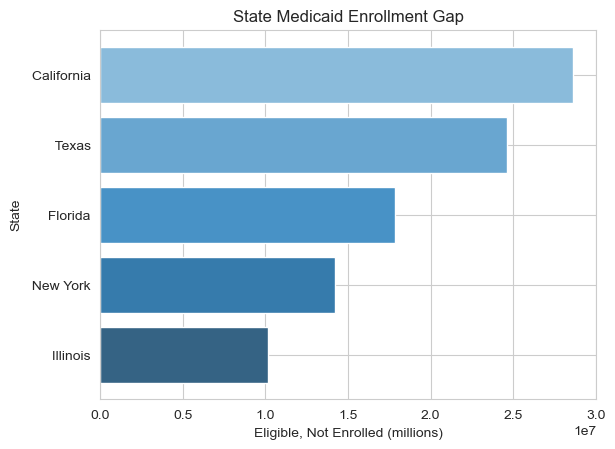 State Medicaid Enrollment Gap
California
Texas
Florida
New York
Illinois
State
0.0 0.5 1.0 1.5 2.0 2.5 3.0
1e7
Eligible, Not Enrolled (millions)